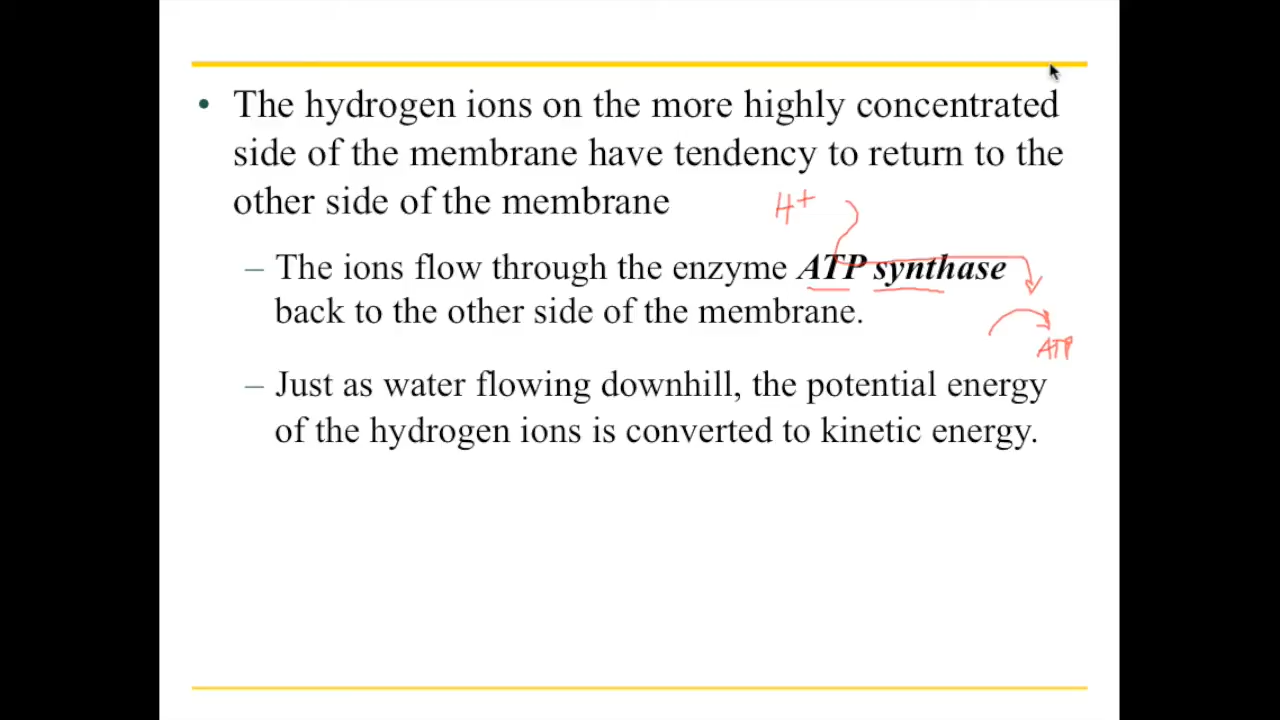 • The hydrogen ions on the more highly concentrated
side of the membrane have tendency to return to the
other side of the membrane
H+
– The ions flow through the enzyme ATP synthase
back to the other side of the membrane.
ATP
– Just as water flowing downhill, the potential energy
of the hydrogen ions is converted to kinetic energy.